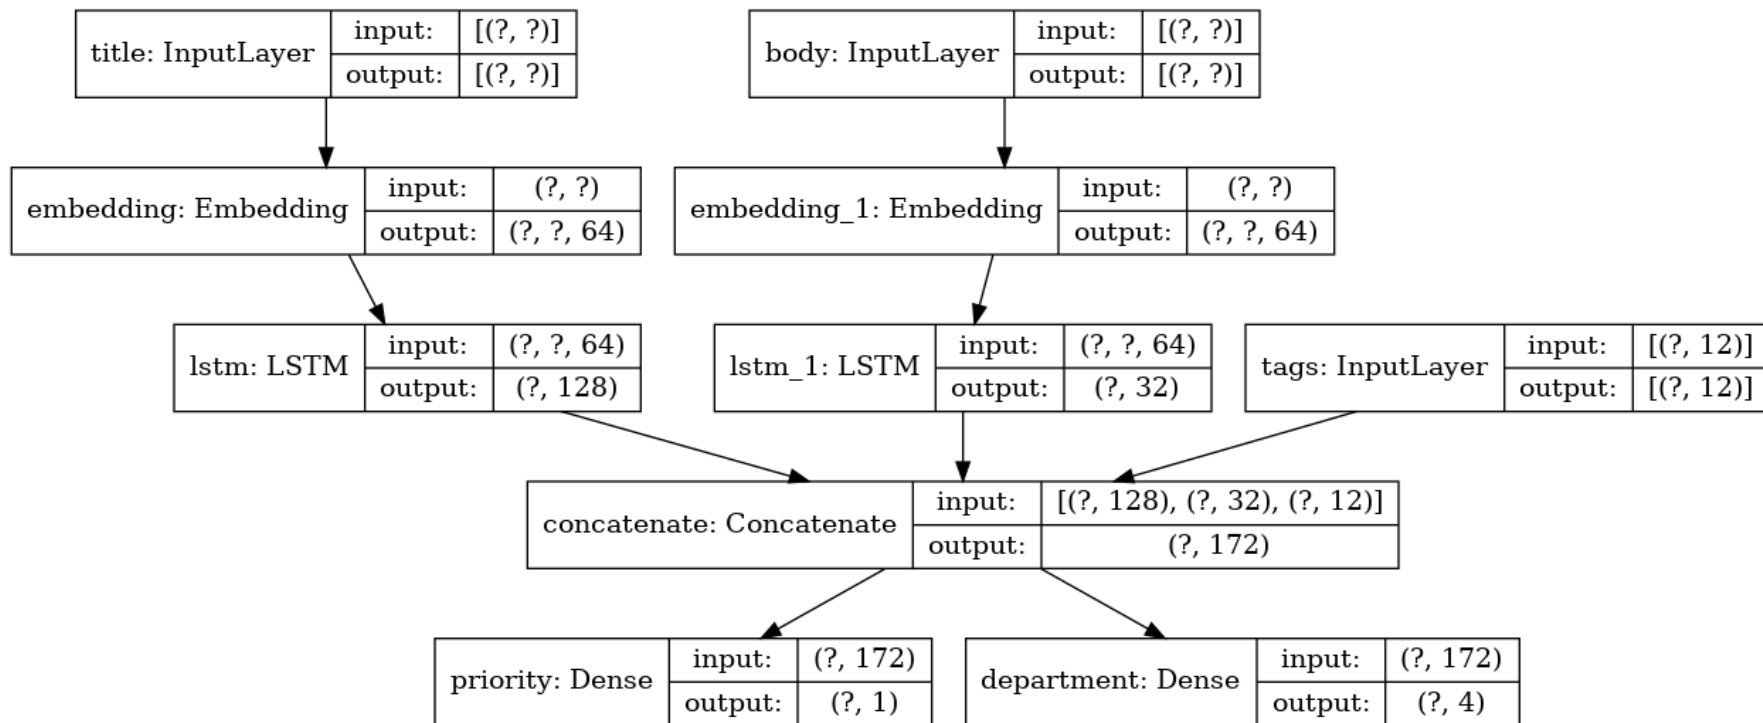 title: InputLayer
input: [(?, ?)]
output: [(?, ?)]
body: InputLayer
input: [(?, ?)]
output: [(?, ?)]
embedding: Embedding
input: (?, ?)
output: (?, ?, 64)
embedding_1: Embedding
input: (?, ?)
output: (?, ?, 64)
lstm: LSTM
input: (?, ?, 64)
output: (?, 128)
lstm_1: LSTM
input: (?, ?, 64)
output: (?, 32)
tags: InputLayer
input: [(?, 12)]
output: [(?, 12)]
concatenate: Concatenate
input: [(?, 128), (?, 32), (?, 12)]
output: (?, 172)
priority: Dense
input: (?, 172)
output: (?, 1)
department: Dense
input: (?, 172)
output: (?, 4)